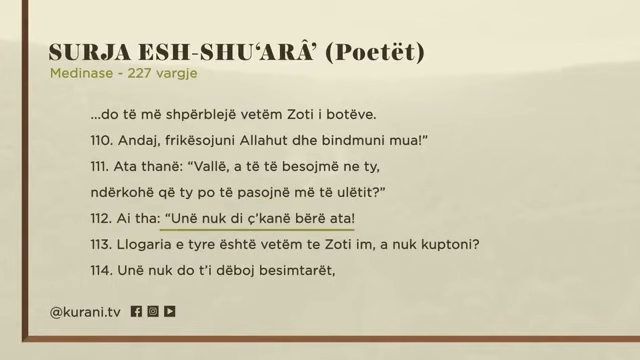 SURJA ESH-SHU‘ARÂ’ (Poetët)
Medinase - 227 vargje
...do të më shpërblejë vetëm Zoti i botëve.
110. Andaj, frikësojuni Allahut dhe bindmuni mua!”
111. Ata thanë: “Vallë, a të të besojmë ne ty,
ndërkohë që ty po të pasojnë më të ulëtit?”
112. Ai tha: “Unë nuk di ç’kanë bërë ata!
113. Llogaria e tyre është vetëm te Zoti im, a nuk kuptoni?
114. Unë nuk do t’i dëboj besimtarët,
@kurani.tv